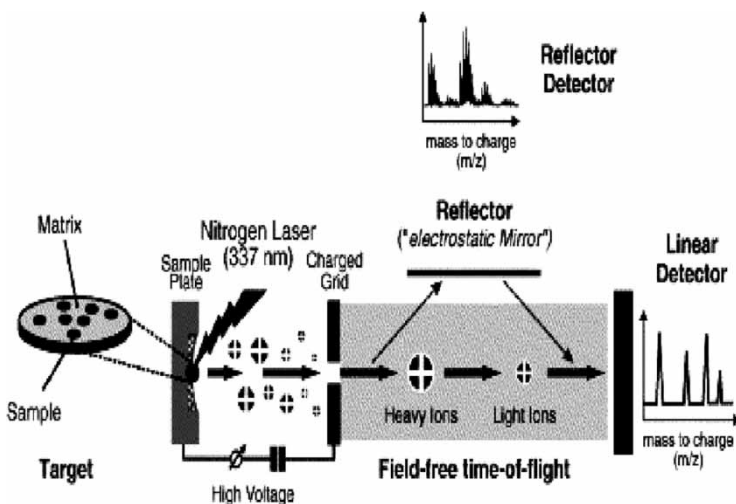 Reflector
Detector
mass to charge
(m/z)
Matrix
Sample
Target
Nitrogen Laser
(337 nm)
Sample
Plate
Charged
Grid
High Voltage
Reflector
("electrostatic Mirror")
Heavy Ions
Light Ions
Field-free time-of-flight
Linear
Detector
mass to charge
(m/z)